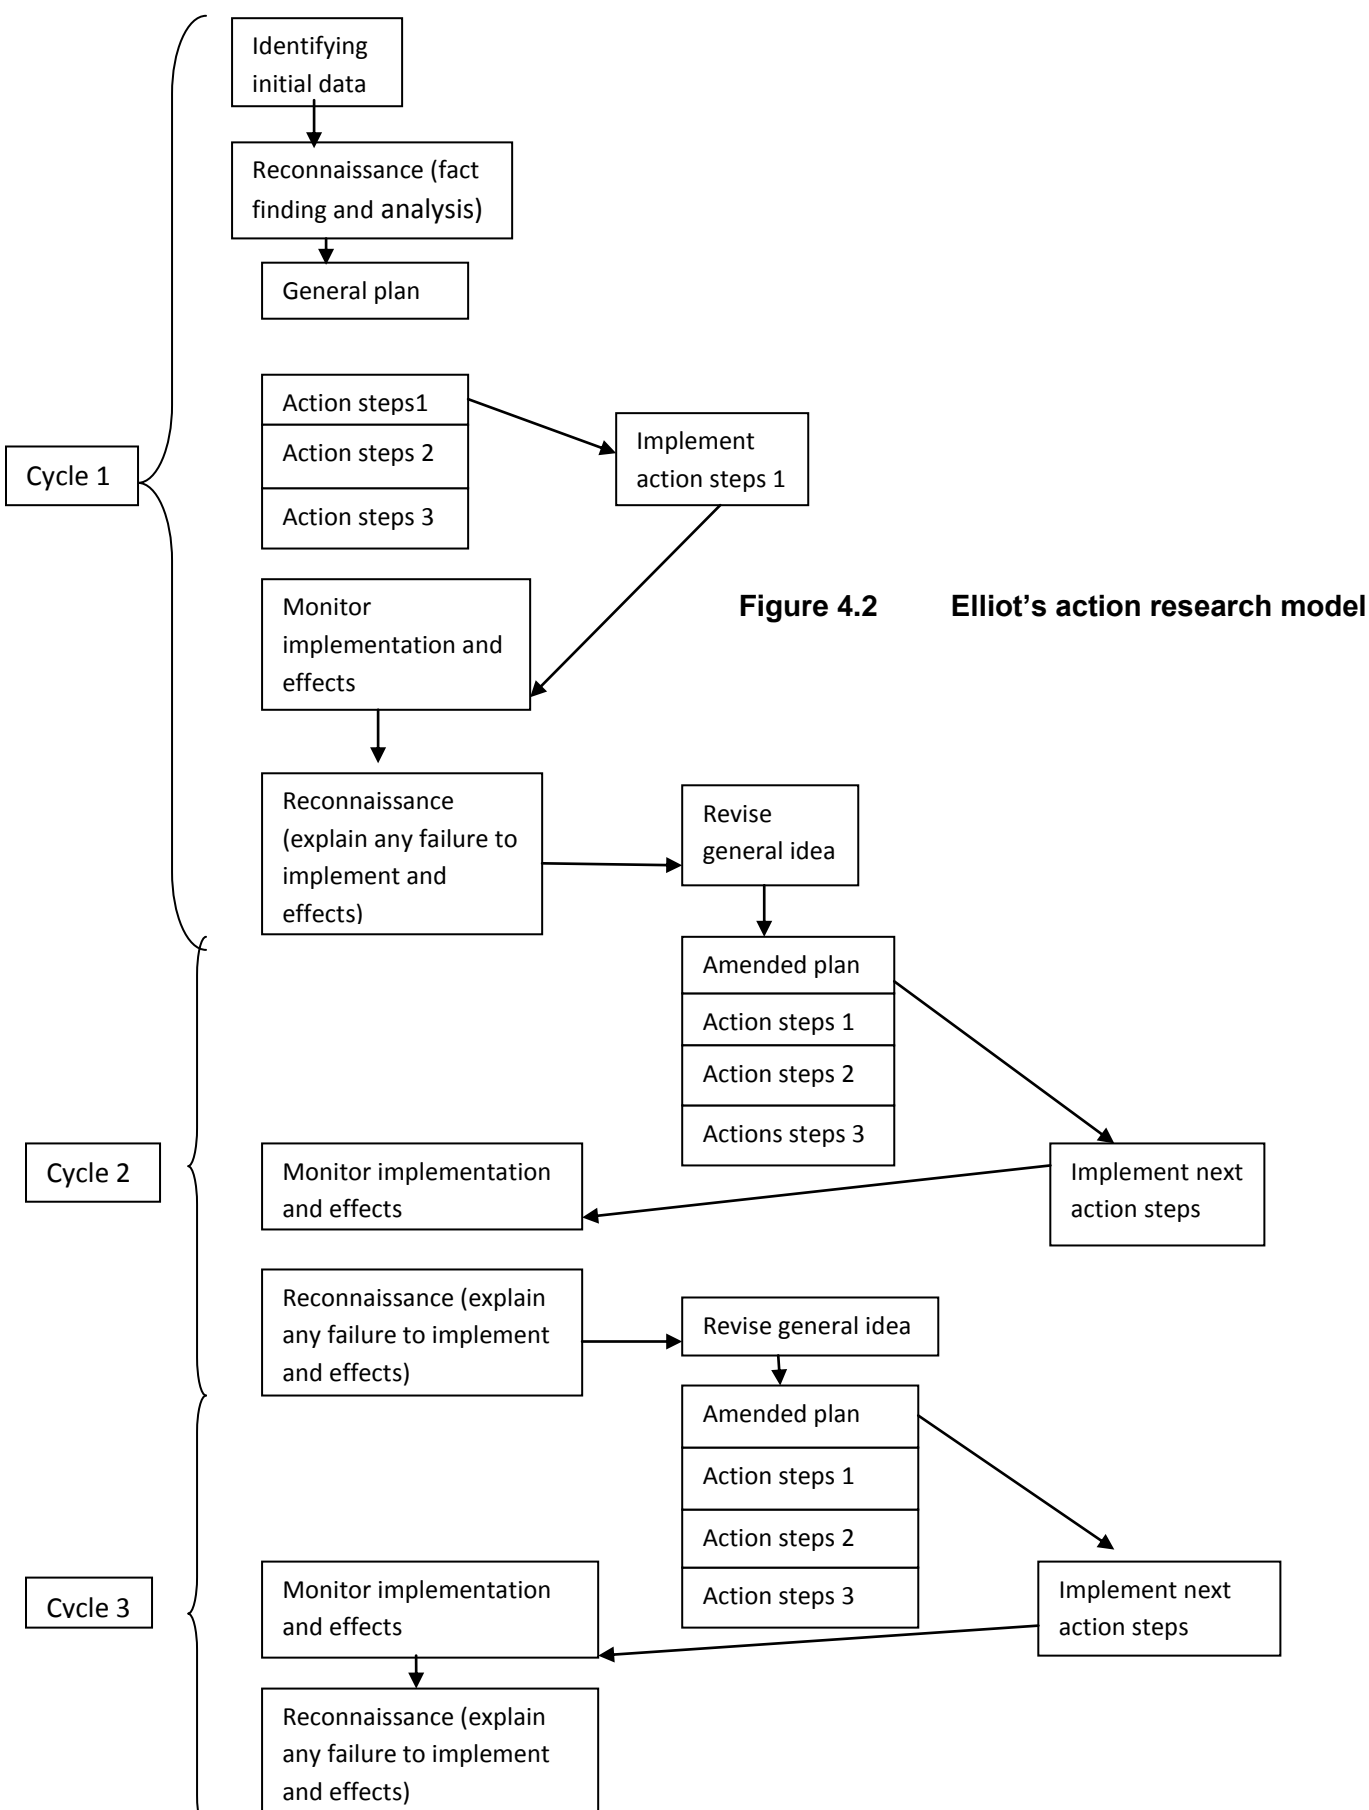 Identifying
initial data
Reconnaissance (fact
finding and analysis)
General plan
Action steps1
Action steps 2
Action steps 3
Implement
action steps 1
Cycle 1
Monitor
implementation and
effects
Figure 4.2 Elliot’s action research model
Reconnaissance
(explain any failure to
implement and
effects)
Revise
general idea
Amended plan
Action steps 1
Action steps 2
Actions steps 3
Cycle 2
Monitor implementation
and effects
Implement next
action steps
Reconnaissance (explain
any failure to implement
and effects)
Revise general idea
Amended plan
Action steps 1
Action steps 2
Action steps 3
Cycle 3
Monitor implementation
and effects
Implement next
action steps
Reconnaissance (explain
any failure to implement
and effects)